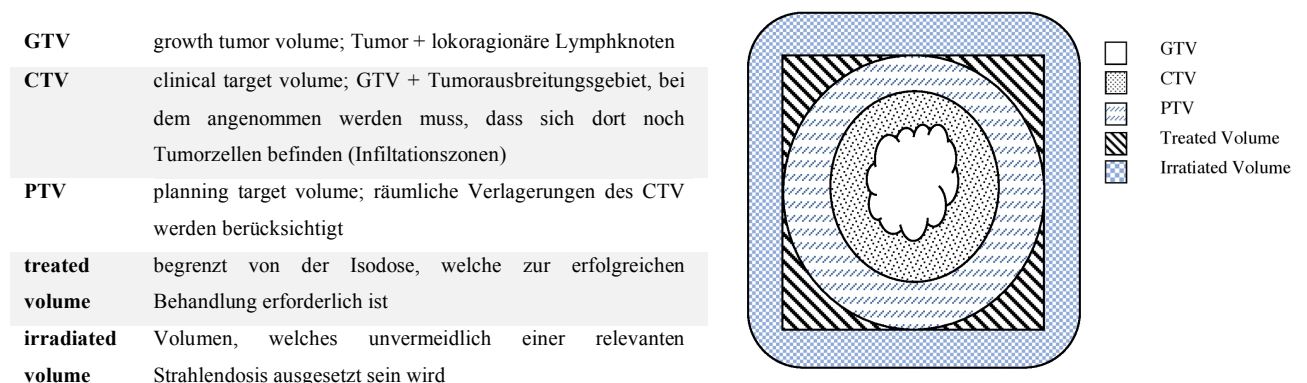 GTV growth tumor volume; Tumor + lokoragionäre Lymphknoten
CTV clinical target volume; GTV + Tumorausbreitungsgebiet, bei
dem angenommen werden muss, dass sich dort noch
Tumorzellen befinden (Infiltationszonen)
PTV planning target volume; räumliche Verlagerungen des CTV
werden berücksichtigt
treated begrenzt von der Isodose, welche zur erfolgreichen
volume Behandlung erforderlich ist
irradiated Volumen, welches unvermeidlich einer relevanten
volume Strahlendosis ausgesetzt sein wird
GTV
CTV
PTV
Treated Volume
Irratiated Volume